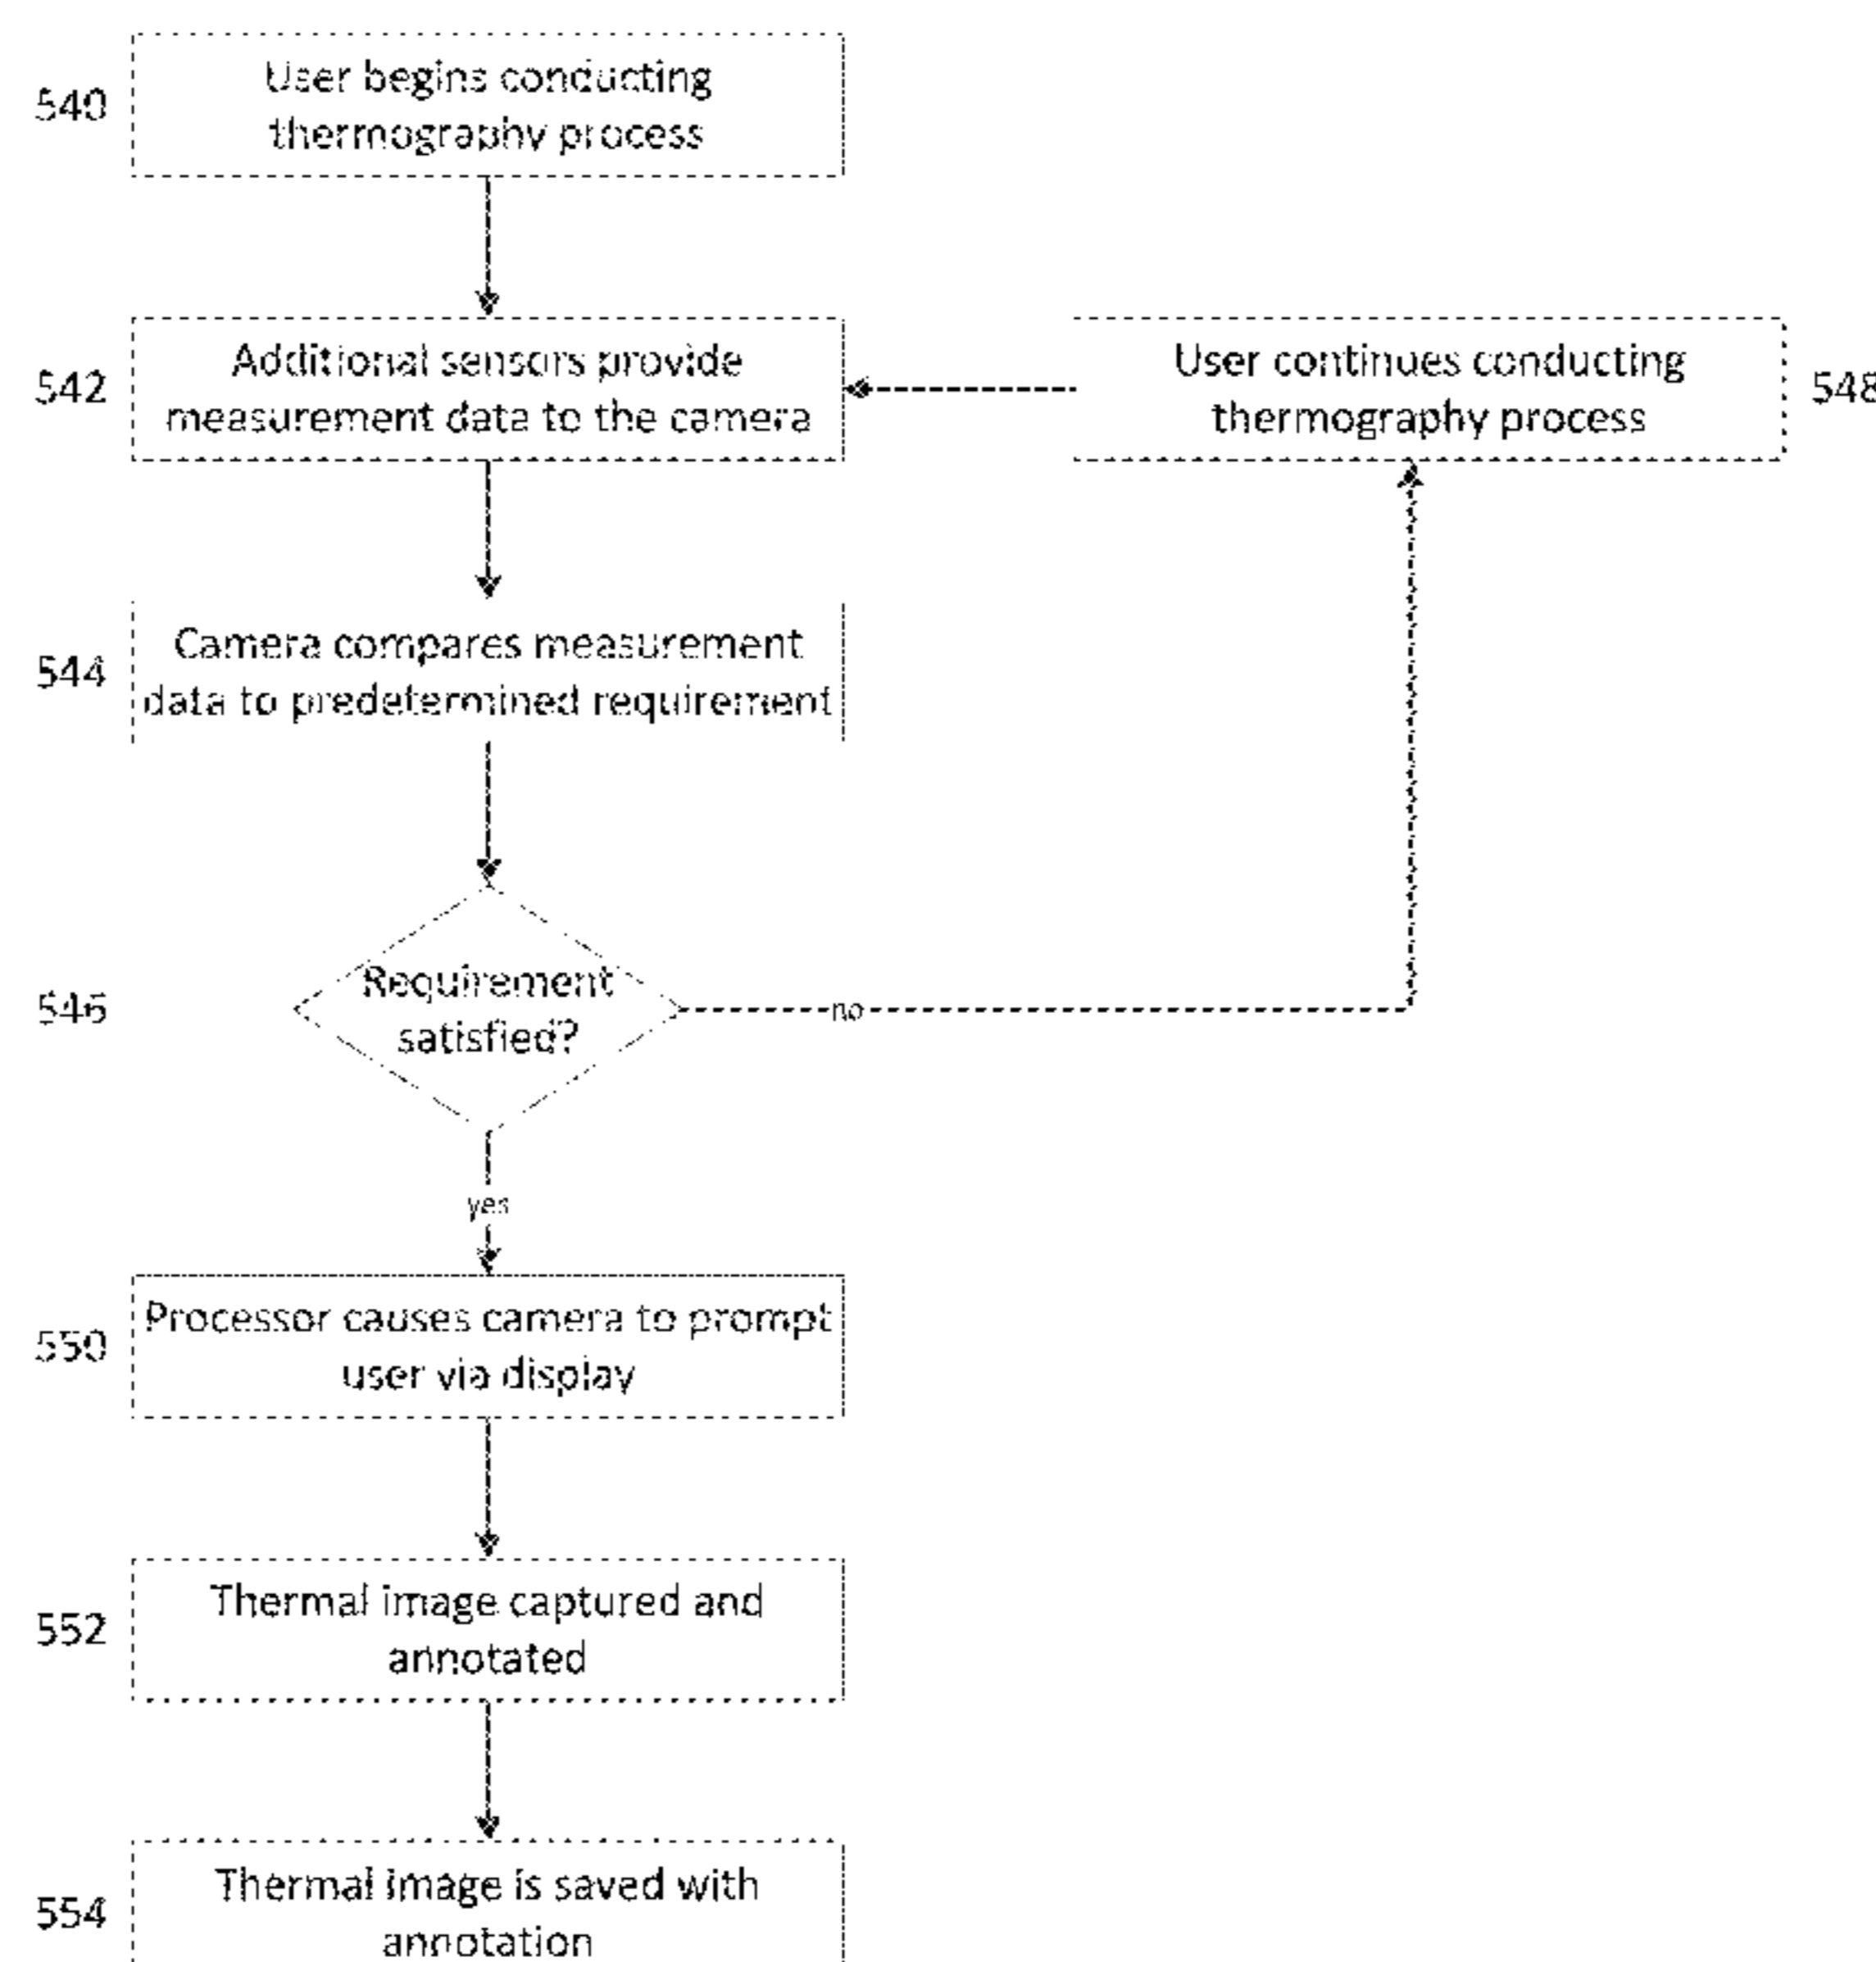 540
User begins conducting
thermography process
542
Additional sensors provide
measurement data to the camera
User continues conducting
thermography process
548
544
Camera compares measurement
data to predetermined requirement
546
Requirement
satisfied?
no
yes
550
Processor causes camera to prompt
user via display
552
Thermal image captured and
annotated
554
Thermal image is saved with
annotation